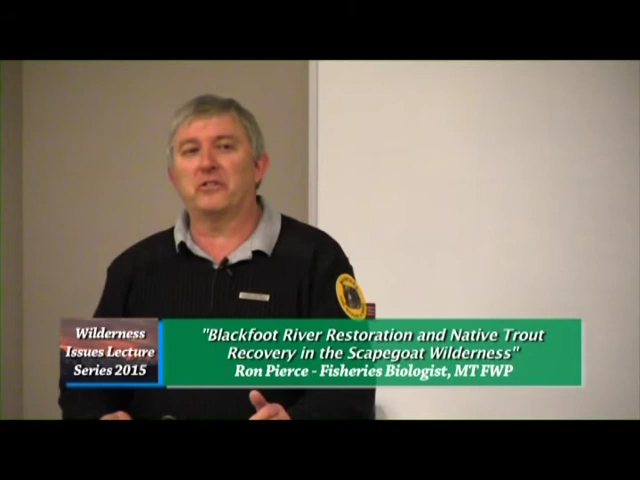 Wilderness
Issues Lecture
Series 2015
"Blackfoot River Restoration and Native Trout
Recovery in the Scapegoat Wilderness"
Ron Pierce - Fisheries Biologist, MT FWP